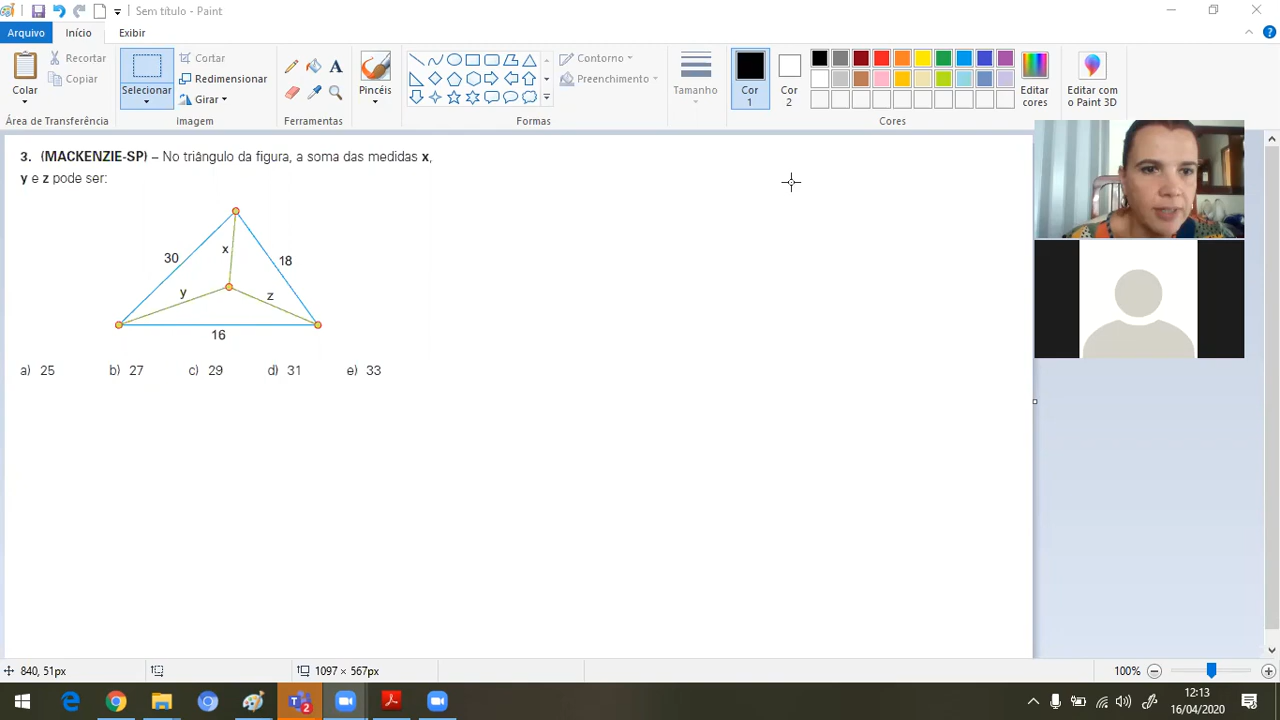 Sem título - Paint
Arquivo Início Exibir
Colar
Recortar
Copiar
Área de Transferência
Selecionar
Cortar
Redimensionar
Girar
Imagem
A
Ferramentas
Pincéis
Contorno
Preenchimento
Formas
Tamanho
Cor
1
Cor
2
Cores
Editar
cores
Editar com
o Paint 3D
3. (MACKENZIE-SP) – No triângulo da figura, a soma das medidas x,
y e z pode ser:
30 x 18
y z
16
a) 25 b) 27 c) 29 d) 31 e) 33
840, 51px 1097 × 567px 100%
2
12:13
16/04/2020